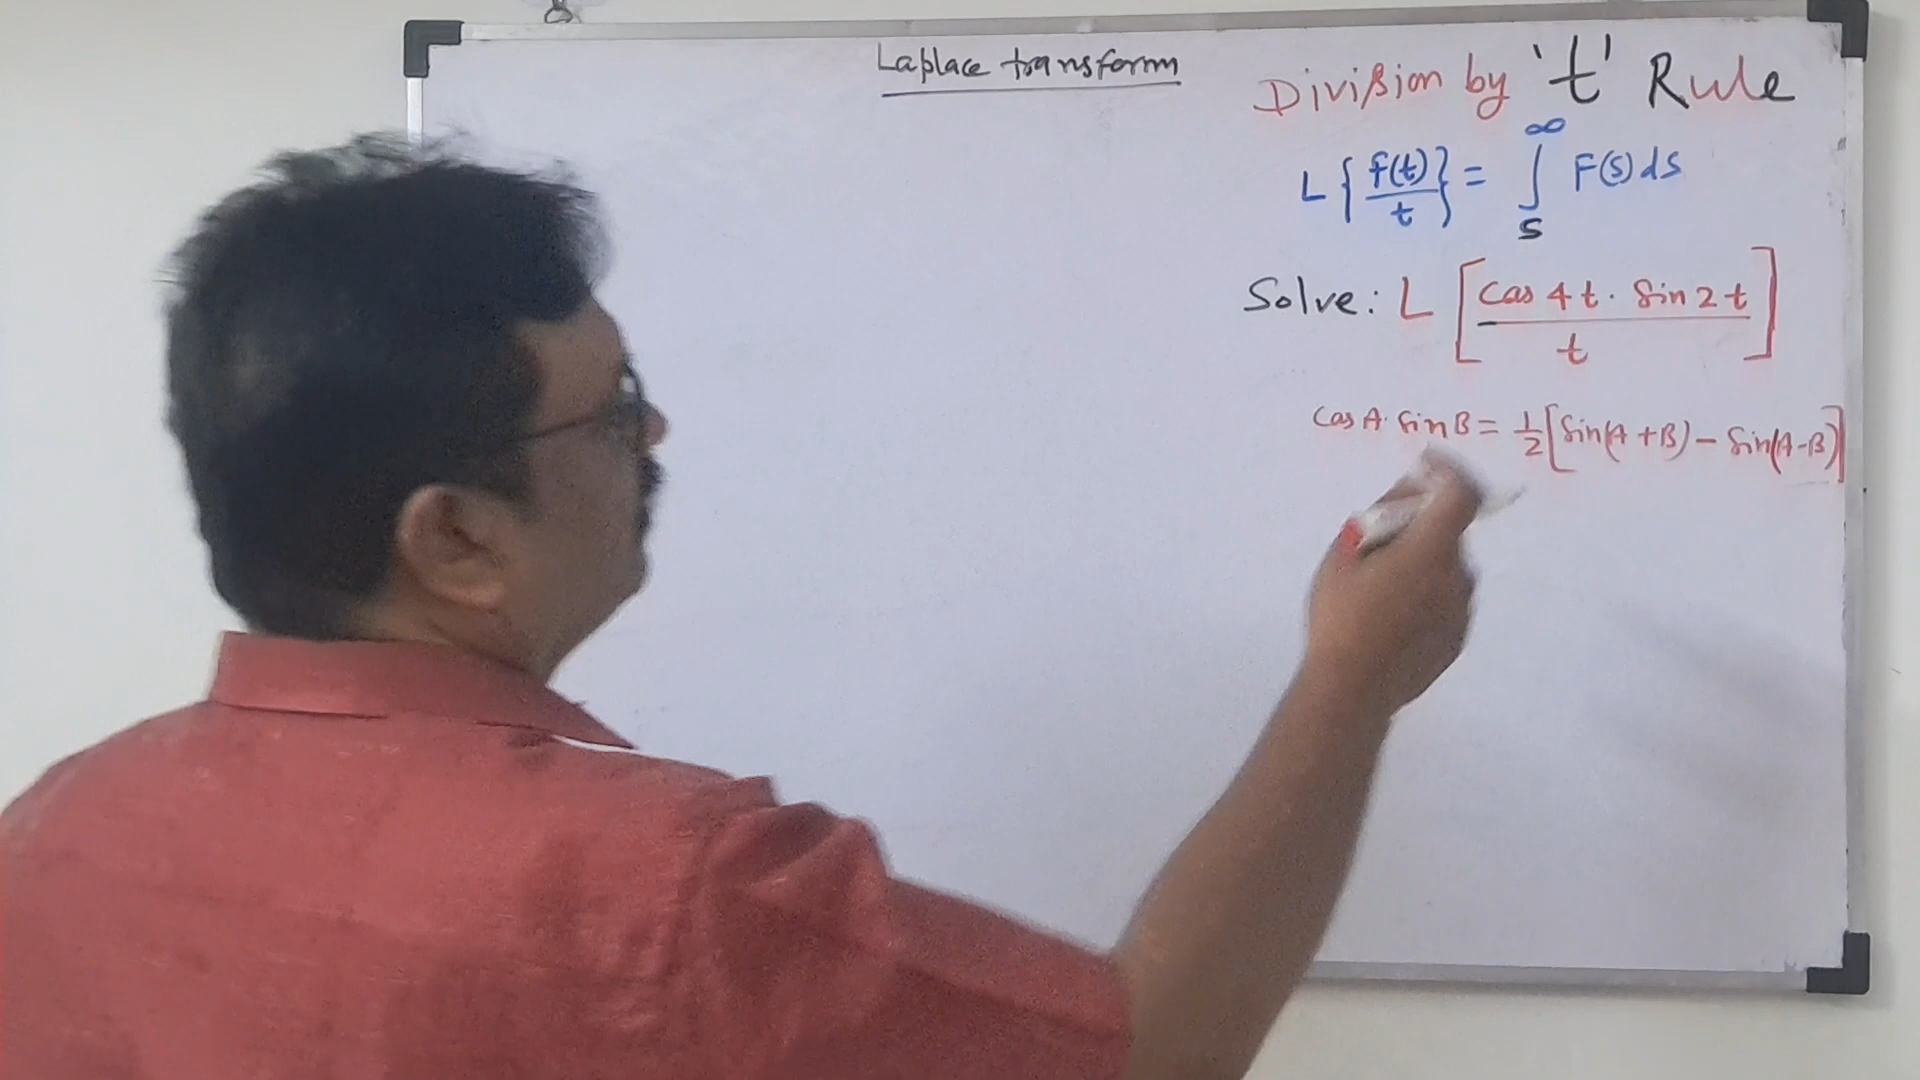 Laplace transform
Division by 't' Rule
L{f(t)/t} = ∫_S^∞ F(s) ds
Solve: L [cos 4t · sin 2t / t]
cos A · sin B = 1/2 [sin(A+B) − sin(A-B)]